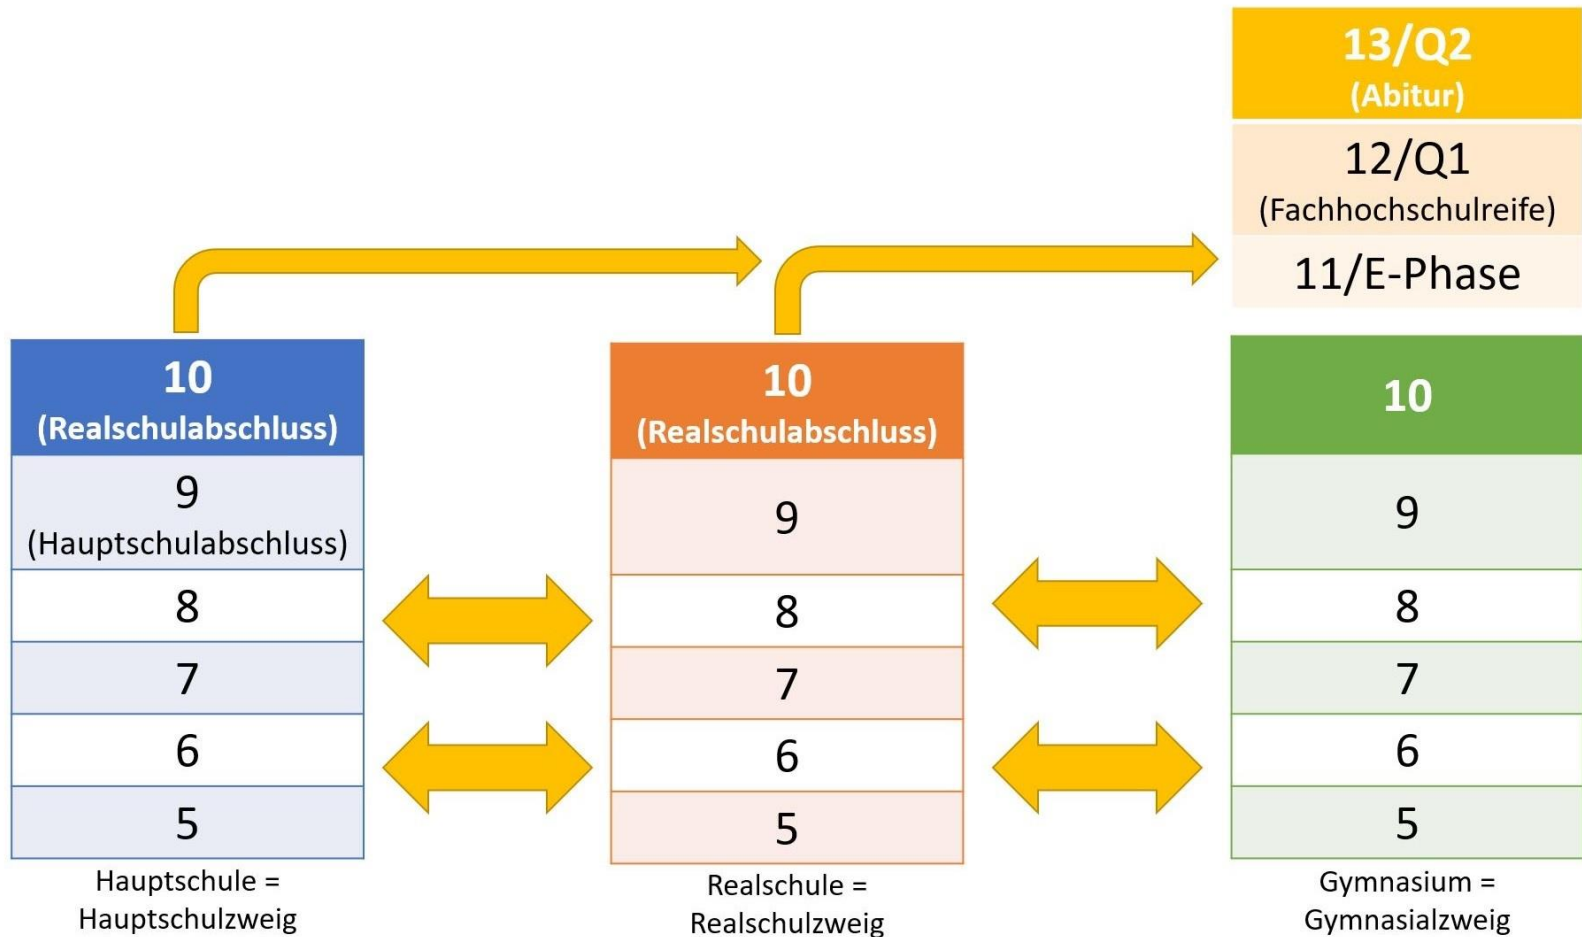 13/Q2
(Abitur)
12/Q1
(Fachhochschulreife)
11/E-Phase
10
(Realschulabschluss)
9
(Hauptschulabschluss)
8
7
6
5
Hauptschule =
Hauptschulzweig
10
(Realschulabschluss)
9
8
7
6
5
Realschule =
Realschulzweig
10
9
8
7
6
5
Gymnasium =
Gymnasialzweig